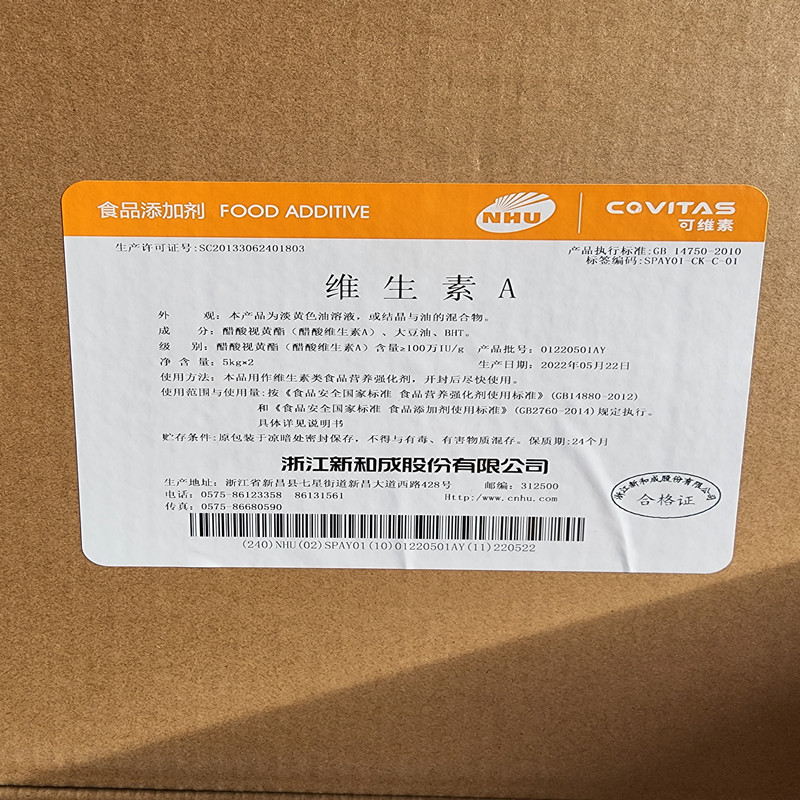 食品添加剂 FOOD ADDITIVE NHU COVITAS
可维素
生产许可证号:SC20133062401803 产品执行标准:GB 14750-2010
标签编码:SPAY01-CK-C-01
维生素A
外 观: 本产品为淡黄色油溶液，或结晶与油的混合物。
成 分: 醋酸视黄酯（醋酸维生素A）、大豆油、BHT。
级 别: 醋酸视黄酯（醋酸维生素A）含量≥100万IU/g 产品批号: 01220501AY
净 含 量: 5kg*2 生产日期: 2022年05月22日
使用方法: 本品用作维生素类食品营养强化剂，开封后尽快使用。
使用范围与使用量: 按《食品安全国家标准 食品营养强化剂使用标准》(GB14880-2012)
和《食品安全国家标准 食品添加剂使用标准》(GB2760-2014)规定执行。
具体详见说明书
贮存条件: 原包装于凉暗处密封保存，不得与有毒、有害物质混存。保质期: 24个月
浙江新和成股份有限公司
生产地址: 浙江省新昌县七星街道新昌大道西路428号 邮编: 312500
电话: 0575-86123358 86131561 Http:/www.cnhu.com
传真: 0575-86680590
浙江新和成股份有限公司
合格证
(240)NHU(02)SPAY01(10)01220501AY(11)220522